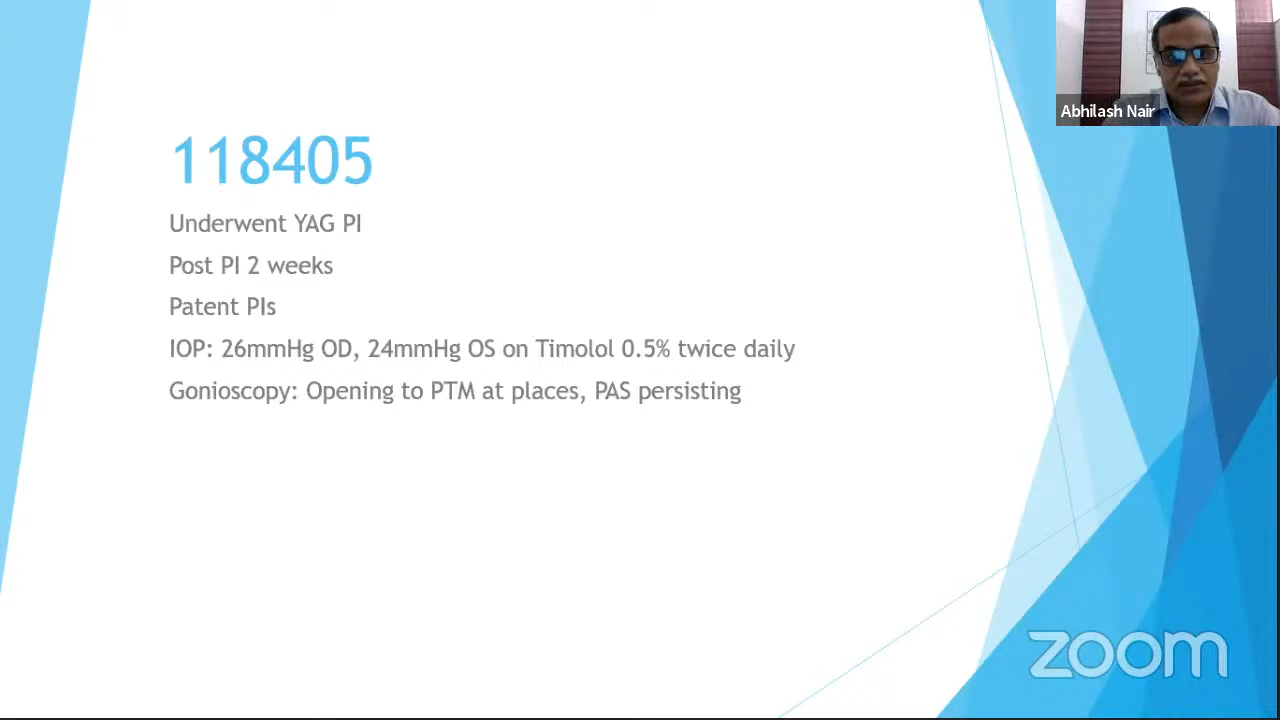 Abhilash Nair
118405
Underwent YAG PI
Post PI 2 weeks
Patent PIs
IOP: 26mmHg OD, 24mmHg OS on Timolol 0.5% twice daily
Gonioscopy: Opening to PTM at places, PAS persisting
zoom